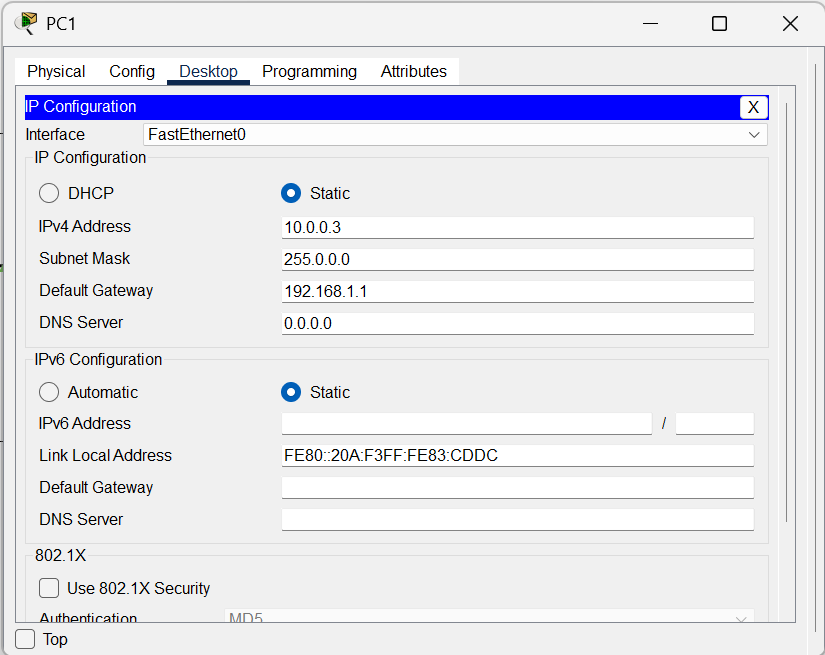 PC1
Physical Config Desktop Programming Attributes
IP Configuration X
Interface FastEthernet0
IP Configuration
DHCP Static
IPv4 Address 10.0.0.3
Subnet Mask 255.0.0.0
Default Gateway 192.168.1.1
DNS Server 0.0.0.0
IPv6 Configuration
Automatic Static
IPv6 Address /
Link Local Address FE80::20A:F3FF:FE83:CDDC
Default Gateway
DNS Server
802.1X
Use 802.1X Security
Authentication MD5
Top